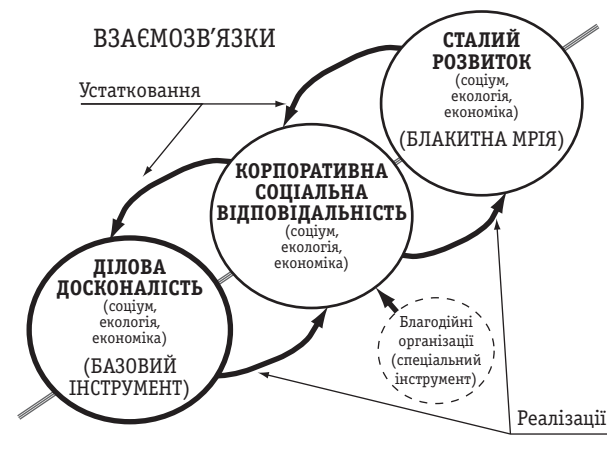 ВЗАЄМОЗВ’ЯЗКИ
Устатковання
СТАЛИЙ
РОЗВИТОК
(соціум,
екологія,
економіка)
(БЛАКИТНА МРІЯ)
КОРПОРАТИВНА
СОЦІАЛЬНА
ВІДПОВІДАЛЬНІСТЬ
(соціум,
екологія,
економіка)
ДІЛОВА
ДОСКОНАЛІСТЬ
(соціум,
екологія,
економіка)
(БАЗОВИЙ
ІНСТРУМЕНТ)
Благодійні
організації
(спеціальний
інструмент)
Реалізації